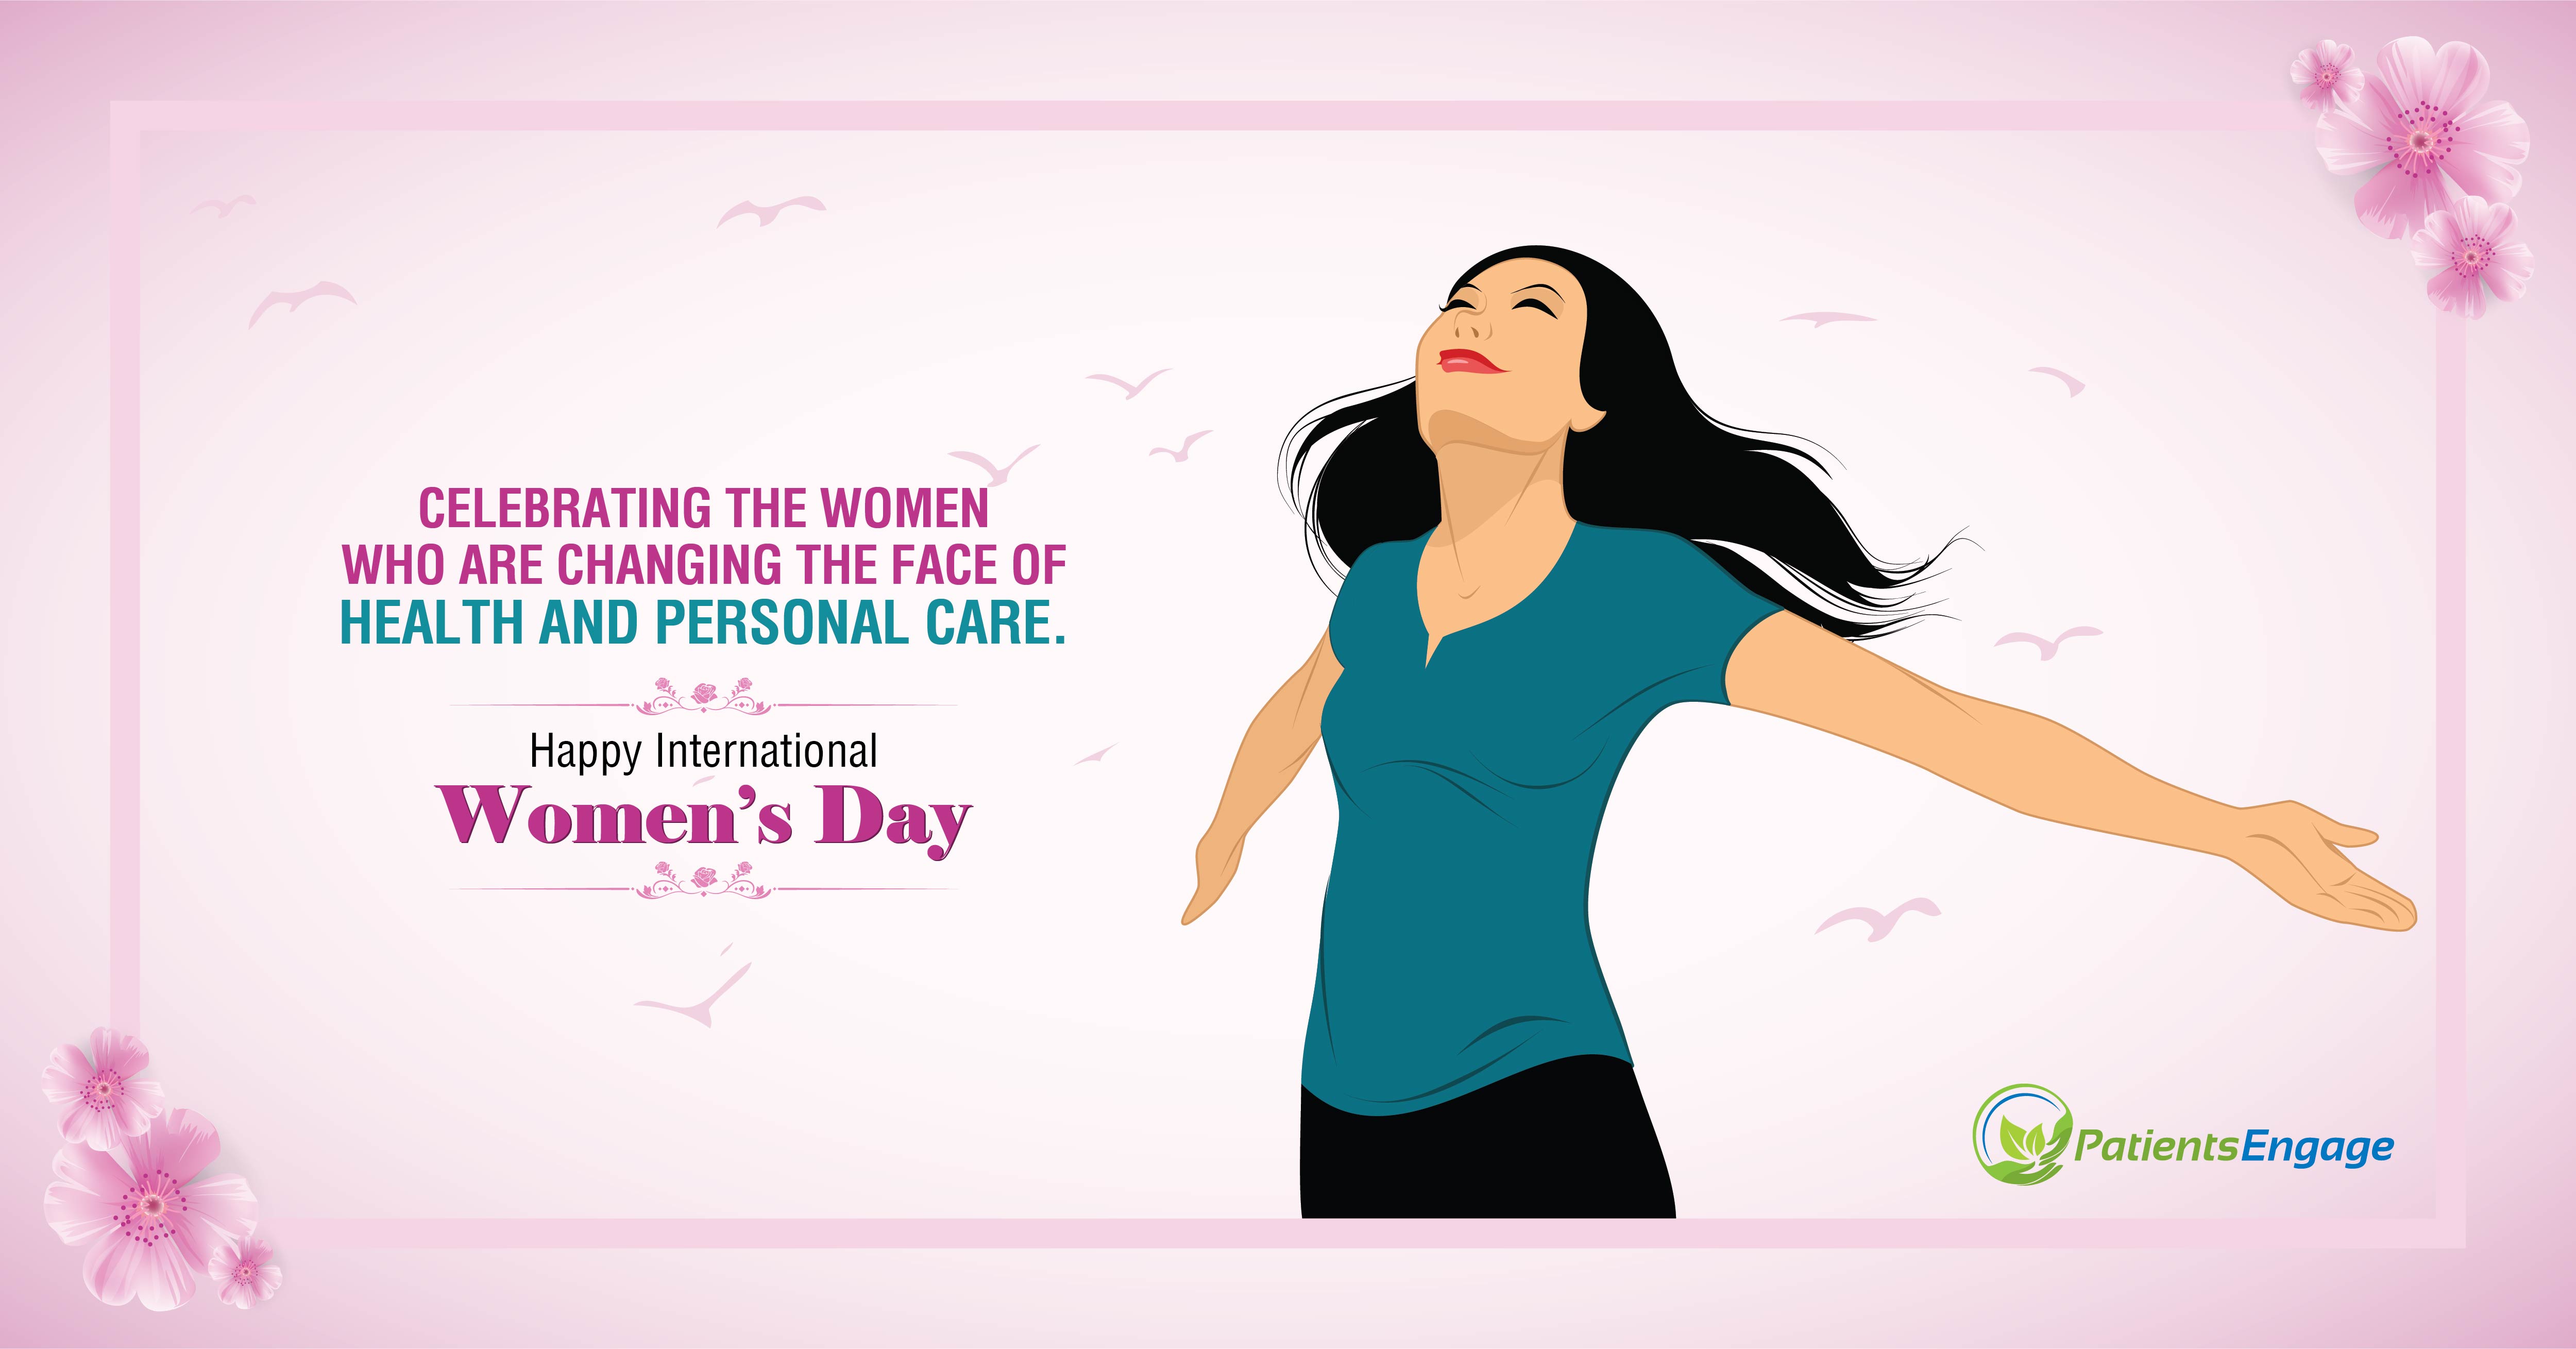 CELEBRATING THE WOMEN
WHO ARE CHANGING THE FACE OF
HEALTH AND PERSONAL CARE.
Happy International
Women's Day
PatientsEngage